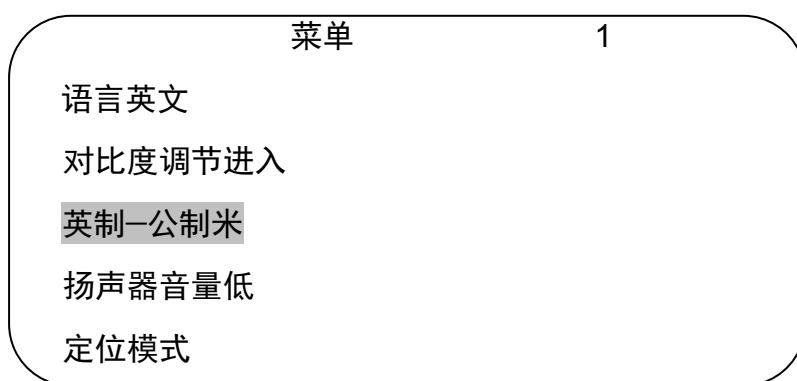 菜单 1
语言英文
对比度调节进入
英制—公制米
扬声器音量低
定位模式